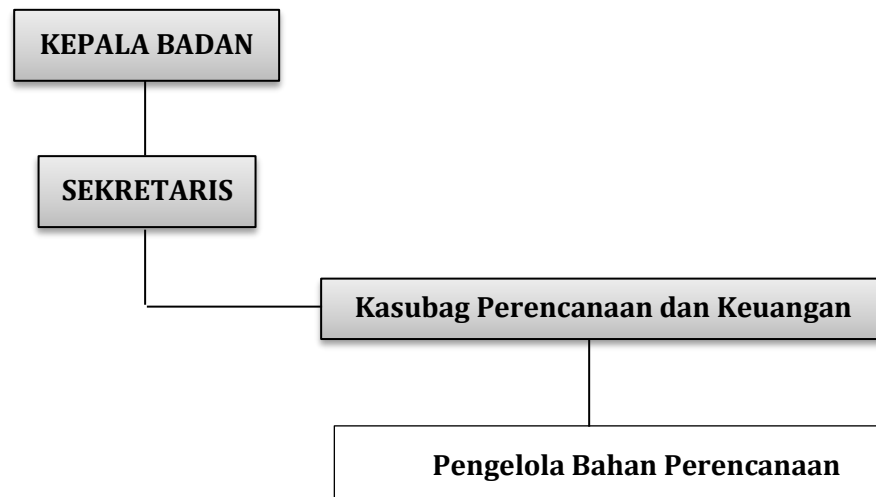 KEPALA BADAN
SEKRETARIS
Kasubag Perencanaan dan Keuangan
Pengelola Bahan Perencanaan